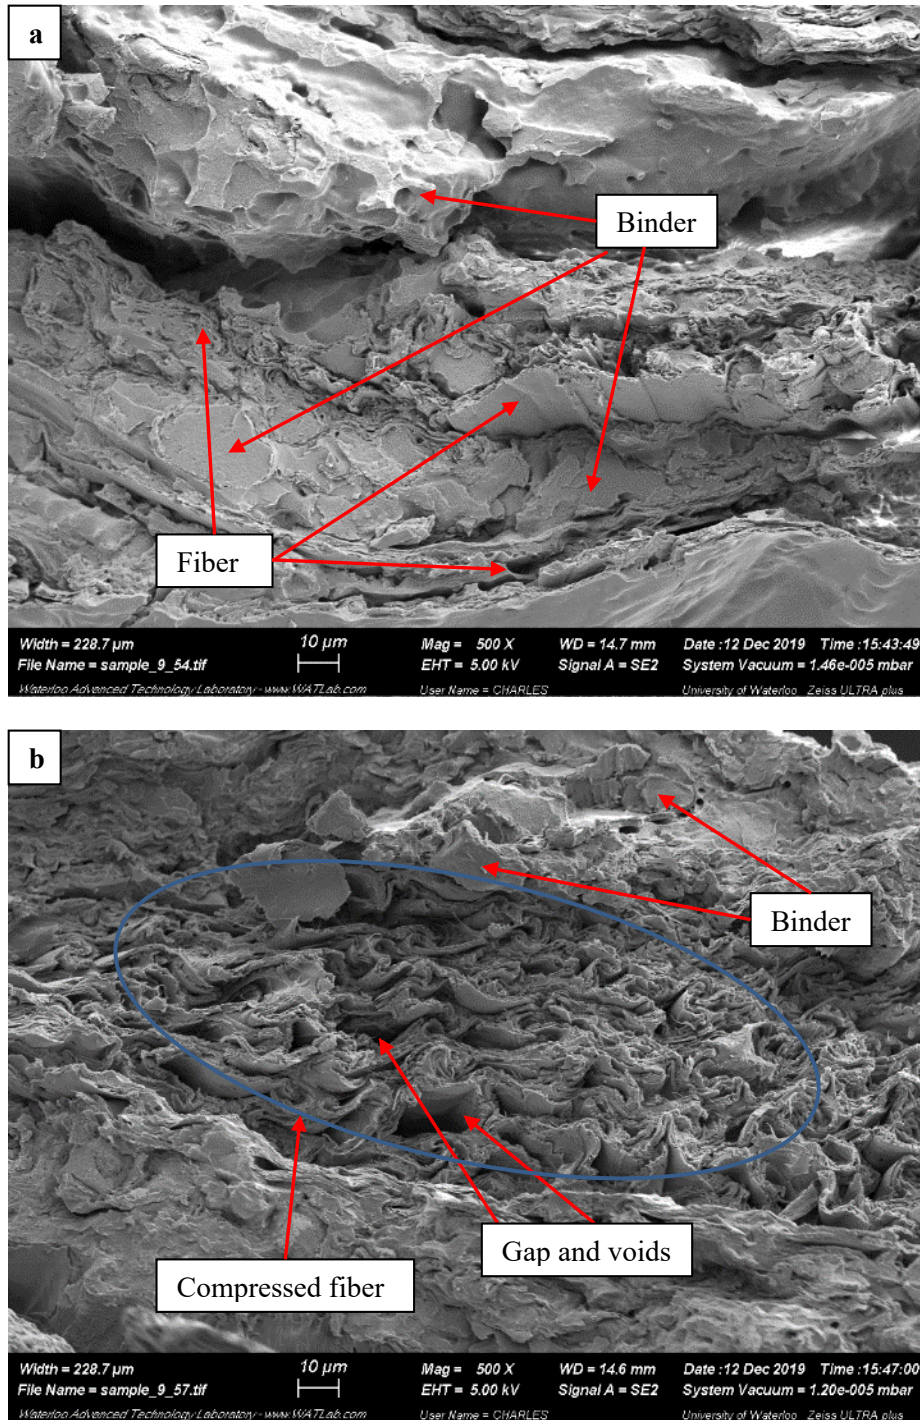 a
Binder
Fiber
Width = 228.7 µm 10 µm Mag = 500 X WD = 14.7 mm Date :12 Dec 2019 Time :15:43:49
File Name = sample_9_54.tif EHT = 5.00 kV Signal A = SE2 System Vacuum = 1.46e-005 mbar
Waterloo Advanced Technology Laboratory - www.WATLab.com User Name = CHARLES University of Waterloo Zeiss ULTRA plus
b
Binder
Gap and voids
Compressed fiber
Width = 228.7 µm 10 µm Mag = 500 X WD = 14.6 mm Date :12 Dec 2019 Time :15:47:00
File Name = sample_9_57.tif EHT = 5.00 kV Signal A = SE2 System Vacuum = 1.20e-005 mbar
Waterloo Advanced Technology Laboratory - www.WATLab.com User Name = CHARLES University of Waterloo Zeiss ULTRA plus